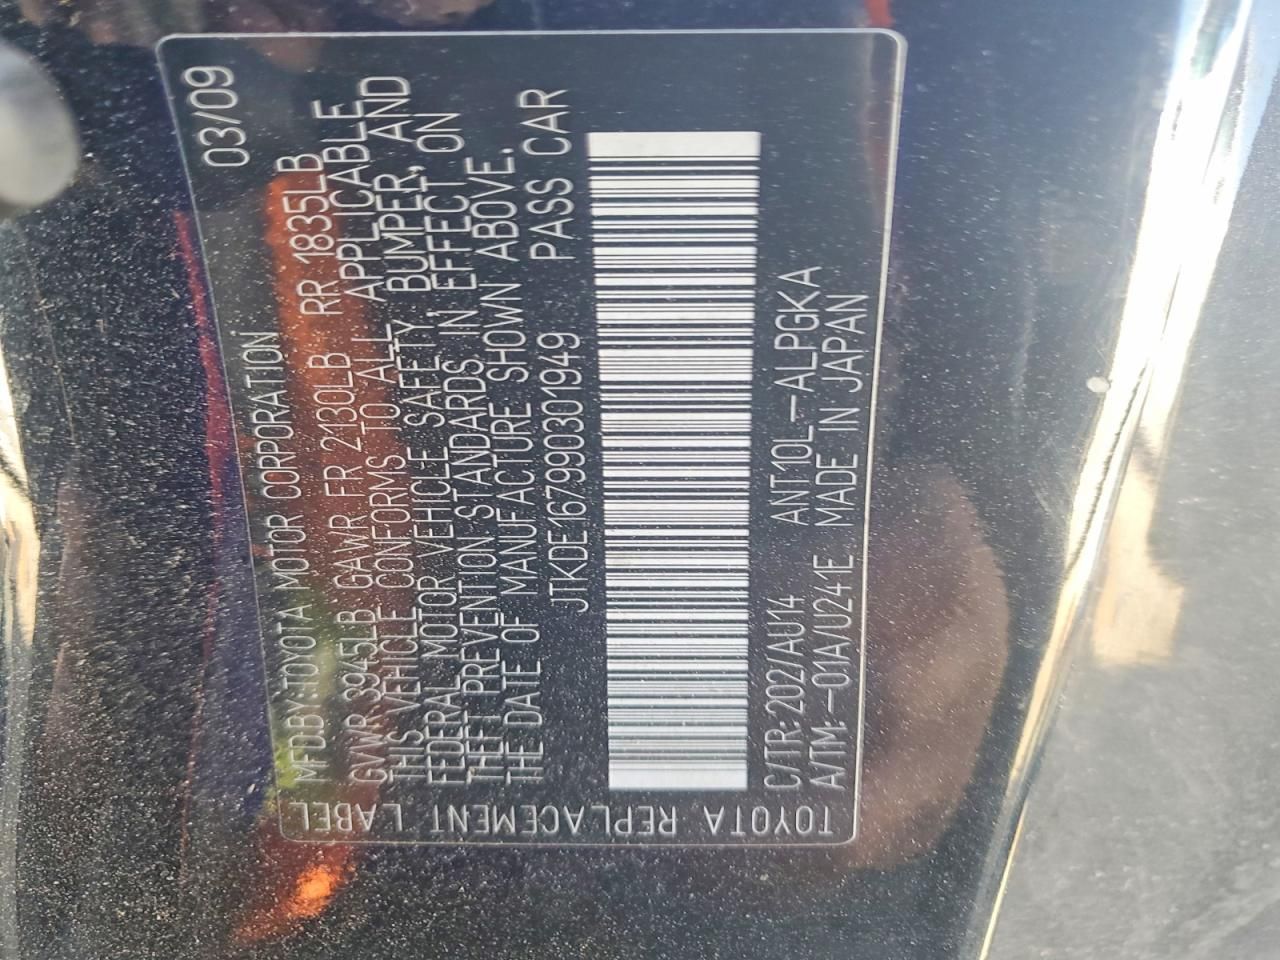 MFD.BY:TOYOTA MOTOR CORPORATION 03/09
GVWR 3945LB GAWR FR 2130LB RR 1835LB
THIS VEHICLE CONFORMS TO ALL APPLICABLE
FEDERAL MOTOR VEHICLE SAFETY, BUMPER, AND
THEFT PREVENTION STANDARDS IN EFFECT ON
THE DATE OF MANUFACTURE SHOWN ABOVE.
JTKDE167990301949 PASS CAR
C/TR:202/AU14 ANT10L-ALPGKA
A/TM:-01A/U241E MADE IN JAPAN
TOYOTA REPLACEMENT LABEL